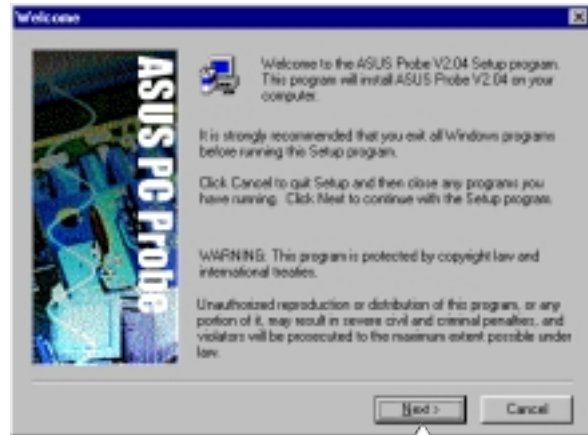 Welcome
ASUS PC Probe
Welcome to the ASUS Probe V2.04 Setup program.
This program will install ASUS Probe V2.04 on your
computer.
It is strongly recommended that you exit all Windows programs
before running this Setup program.
Click Cancel to quit Setup and then close any programs you
have running. Click Next to continue with the Setup program.
WARNING: This program is protected by copyright law and
international treaties.
Unauthorized reproduction or distribution of this program, or any
portion of it, may result in severe civil and criminal penalties, and
violators will be prosecuted to the maximum extent possible under
law.
Next >
Cancel